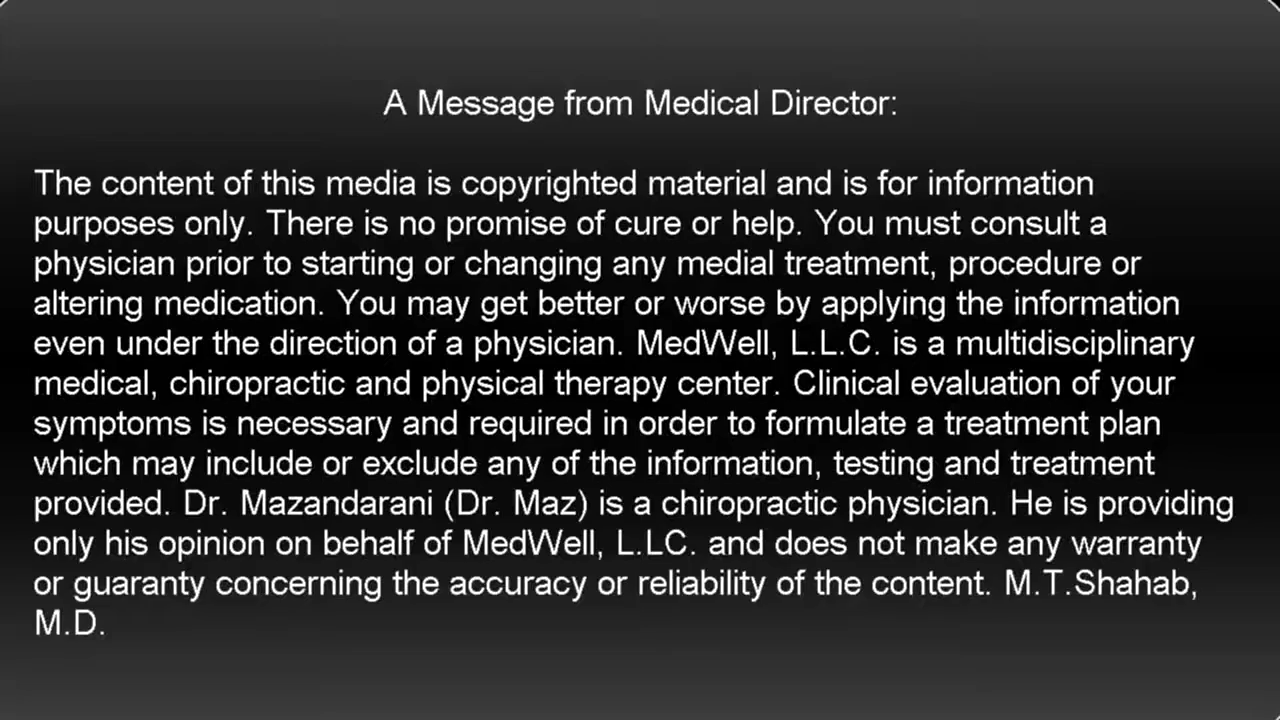 A Message from Medical Director:
The content of this media is copyrighted material and is for information
purposes only. There is no promise of cure or help. You must consult a
physician prior to starting or changing any medial treatment, procedure or
altering medication. You may get better or worse by applying the information
even under the direction of a physician. MedWell, L.L.C. is a multidisciplinary
medical, chiropractic and physical therapy center. Clinical evaluation of your
symptoms is necessary and required in order to formulate a treatment plan
which may include or exclude any of the information, testing and treatment
provided. Dr. Mazandarani (Dr. Maz) is a chiropractic physician. He is providing
only his opinion on behalf of MedWell, L.LC. and does not make any warranty
or guaranty concerning the accuracy or reliability of the content. M.T.Shahab,
M.D.